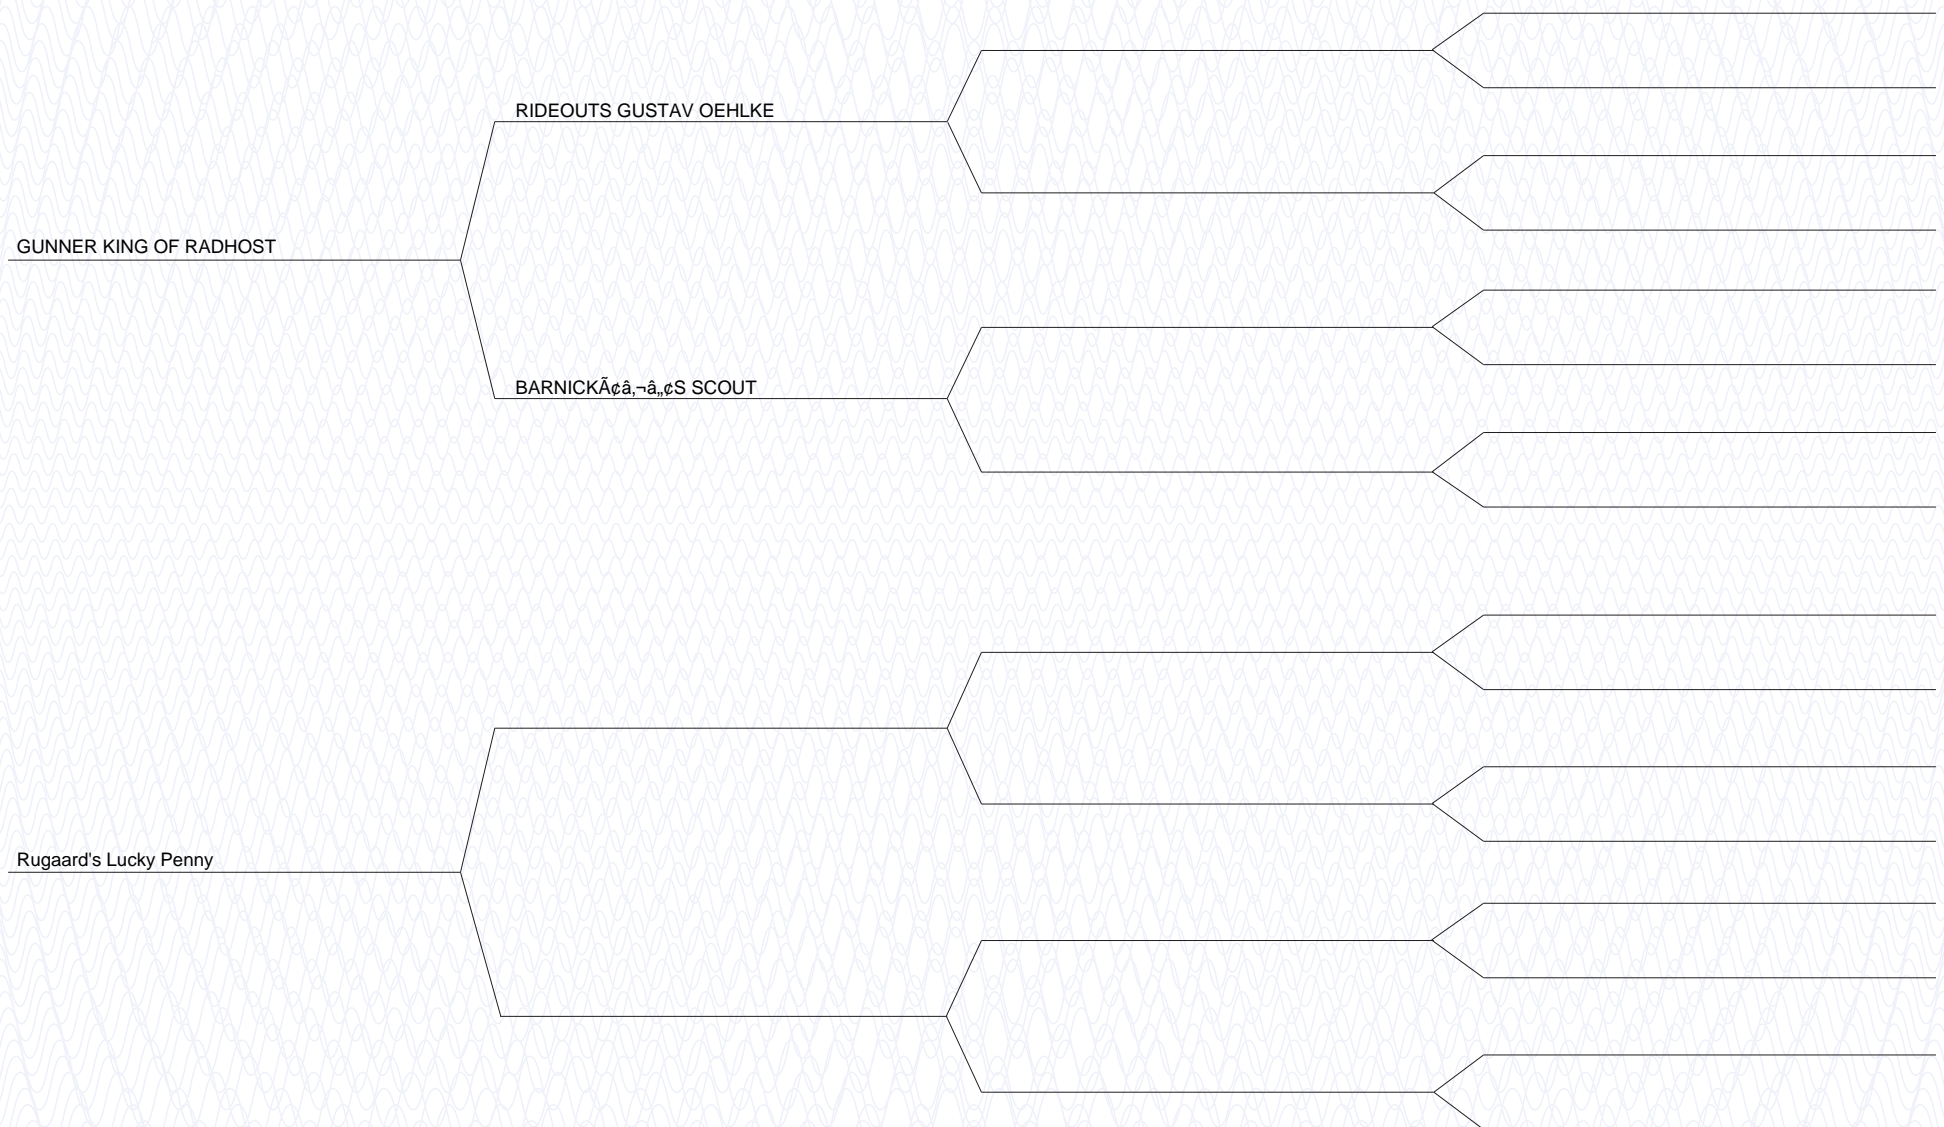 RIDEOUTS GUSTAV OEHLKE
GUNNER KING OF RADHOST
BARNICKÃ¢â‚¬â„¢S SCOUT
Rugaard's Lucky Penny